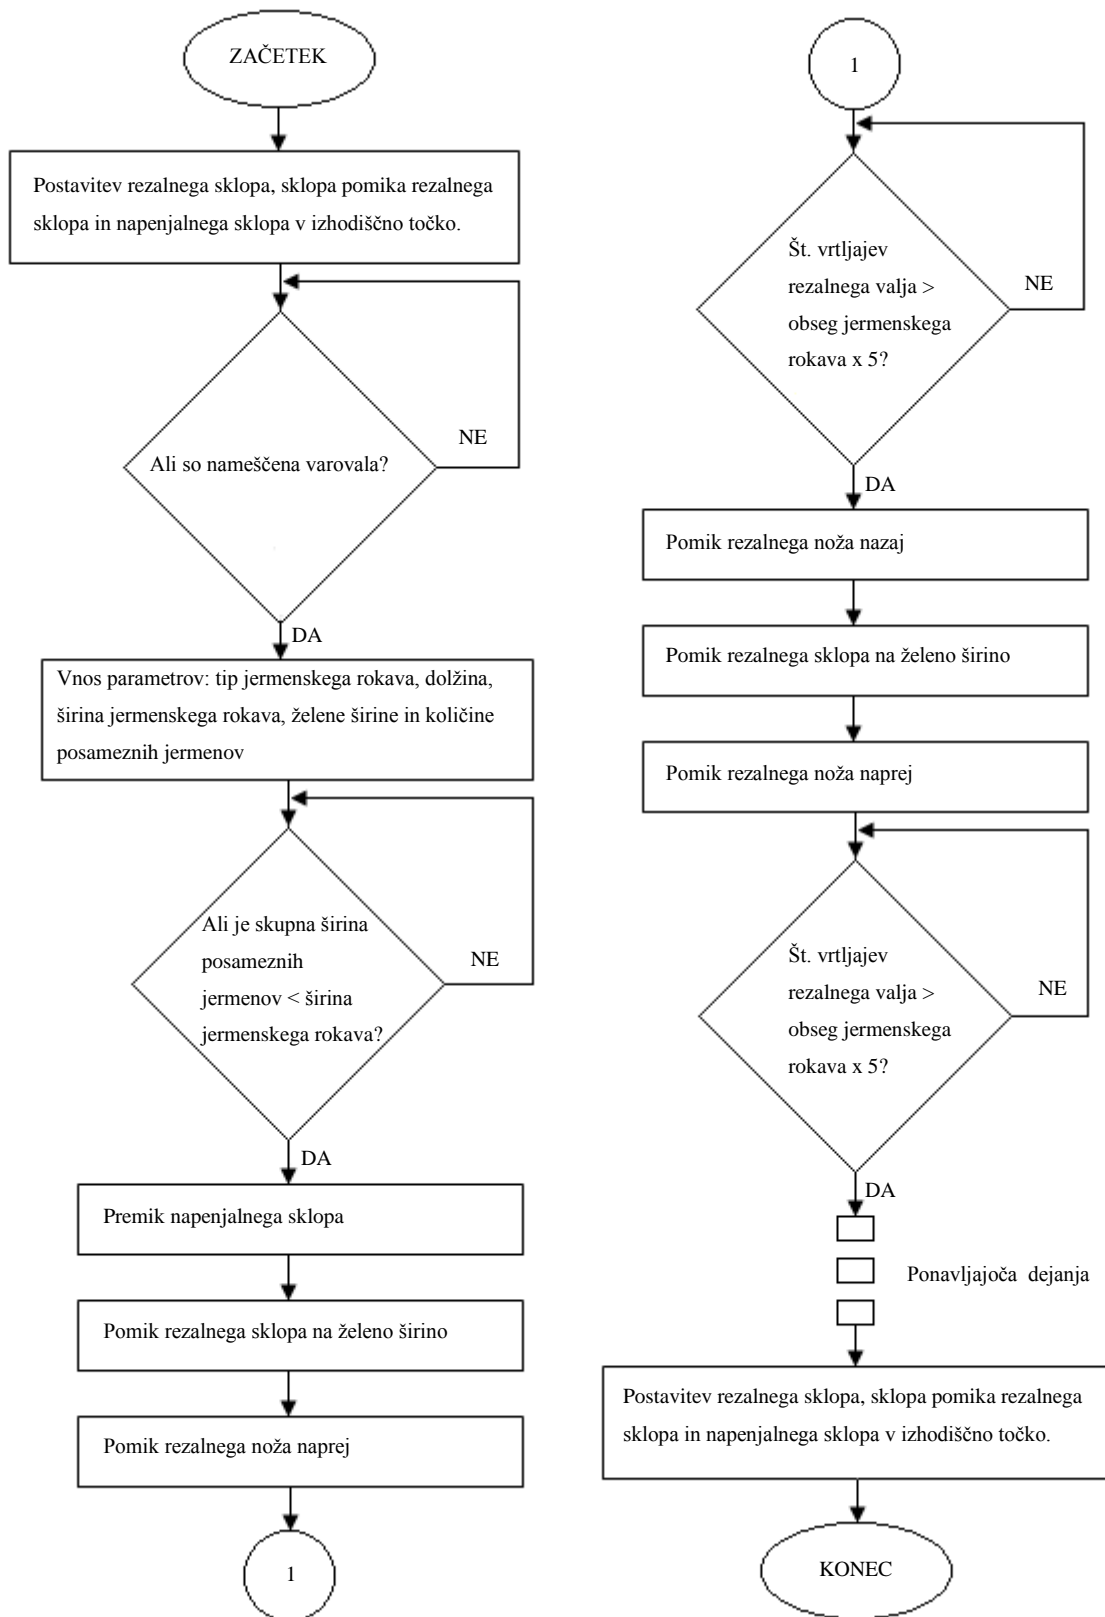 ZAČETEK
Postavitev rezalnega sklopa, sklopa pomika rezalnega
sklopa in napenjalnega sklopa v izhodiščno točko.
NE
Ali so nameščena varovala?
DA
Vnos parametrov: tip jermenskega rokava, dolžina,
širina jermenskega rokava, želene širine in količine
posameznih jermenov
Ali je skupna širina
posameznih
jermenov < širina
jermenskega rokava?
NE
DA
Premik napenjalnega sklopa
Pomik rezalnega sklopa na želeno širino
Pomik rezalnega noža naprej
1
1
Št. vrtljajev
rezalnega valja >
obseg jermenskega
rokava x 5?
NE
DA
Pomik rezalnega noža nazaj
Pomik rezalnega sklopa na želeno širino
Pomik rezalnega noža naprej
Št. vrtljajev
rezalnega valja >
obseg jermenskega
rokava x 5?
NE
DA
Ponavljajoča dejanja
Postavitev rezalnega sklopa, sklopa pomika rezalnega
sklopa in napenjalnega sklopa v izhodiščno točko.
KONEC